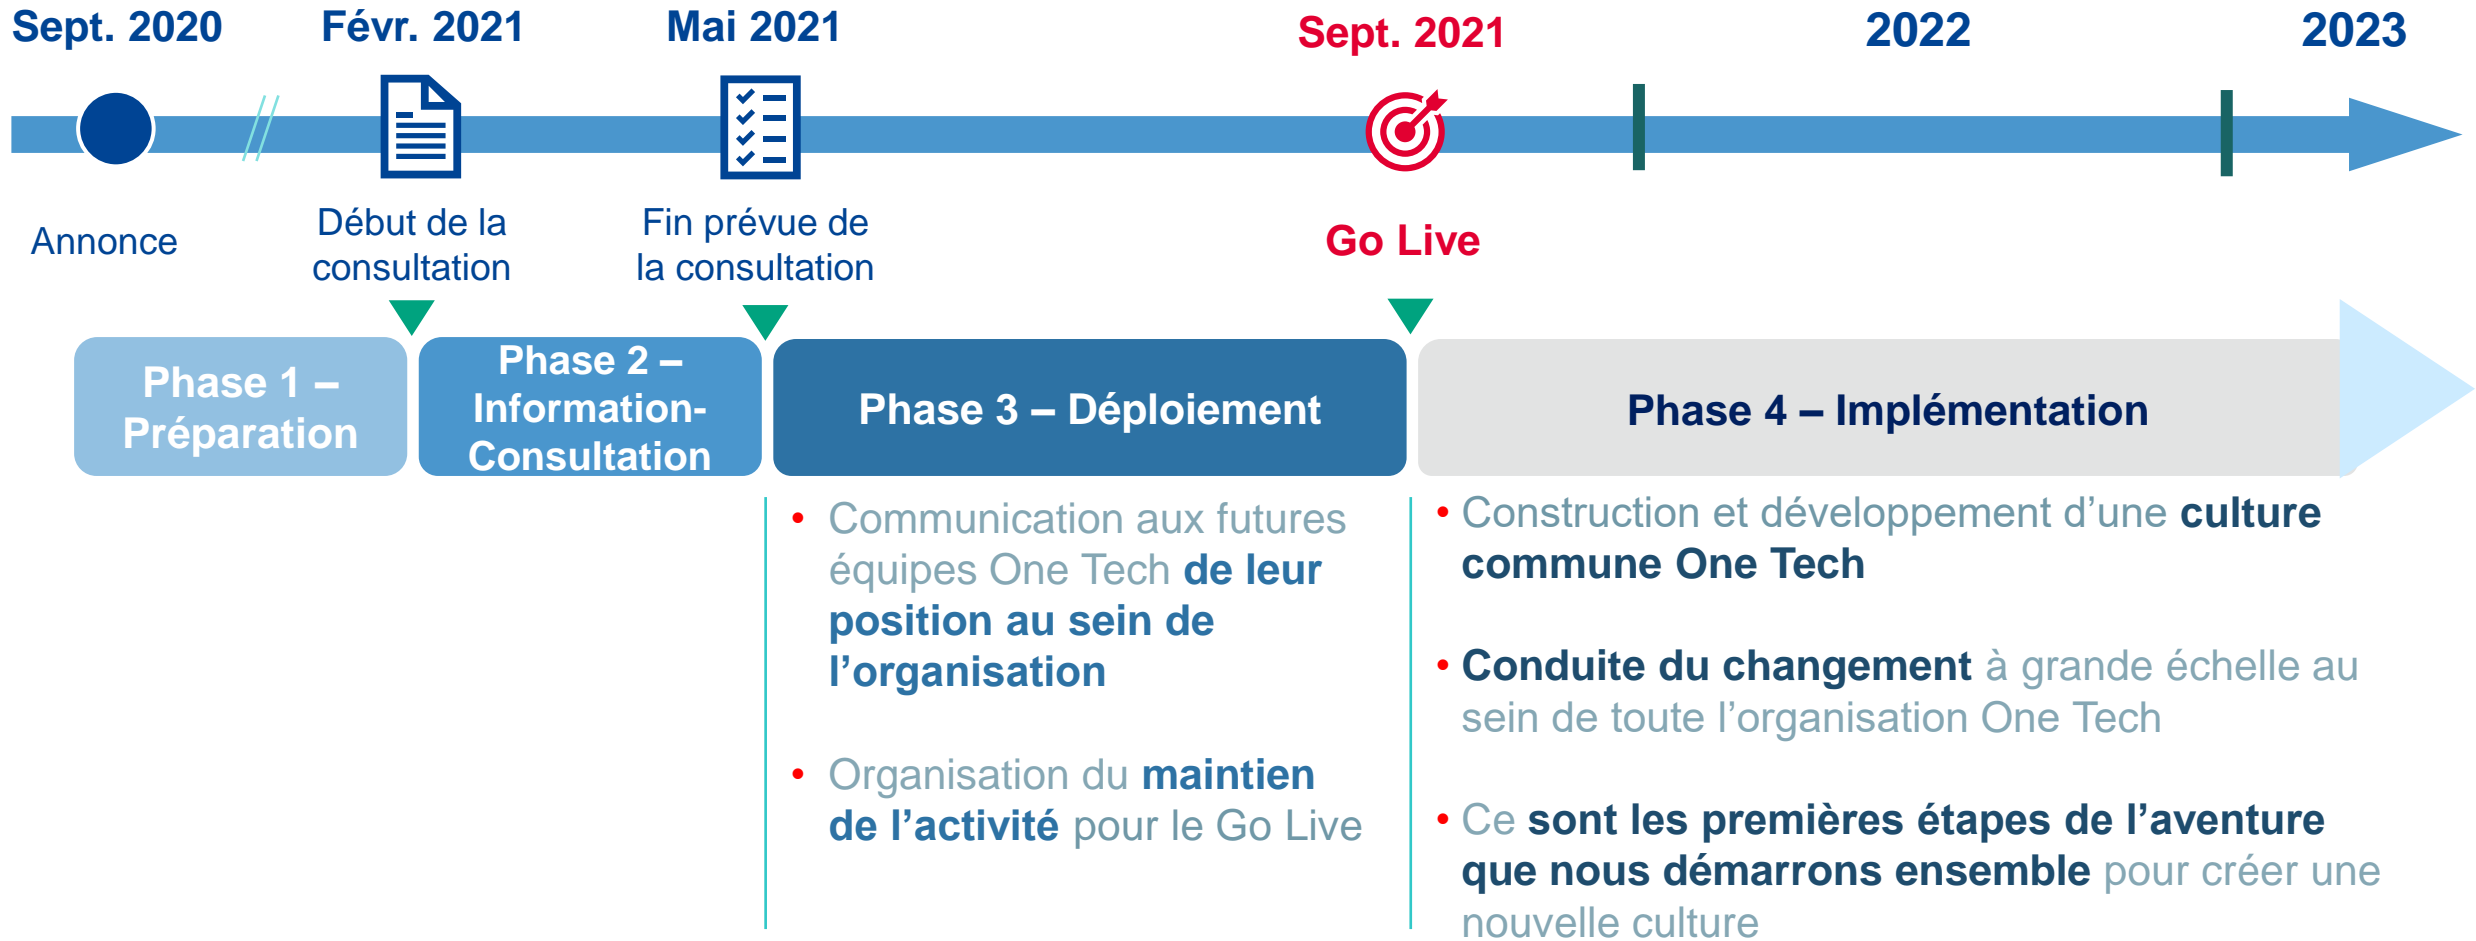 Sept. 2020
Févr. 2021
Mai 2021
Sept. 2021
2022
2023
Annonce
Début de la
consultation
Fin prévue de
la consultation
Go Live
Phase 1 –
Préparation
Phase 2 –
Information-
Consultation
Phase 3 – Déploiement
Phase 4 – Implémentation
• Communication aux futures
équipes One Tech de leur
position au sein de
l’organisation
• Organisation du maintien
de l’activité pour le Go Live
• Construction et développement d’une culture
commune One Tech
• Conduite du changement à grande échelle au
sein de toute l’organisation One Tech
• Ce sont les premières étapes de l’aventure
que nous démarrons ensemble pour créer une
nouvelle culture